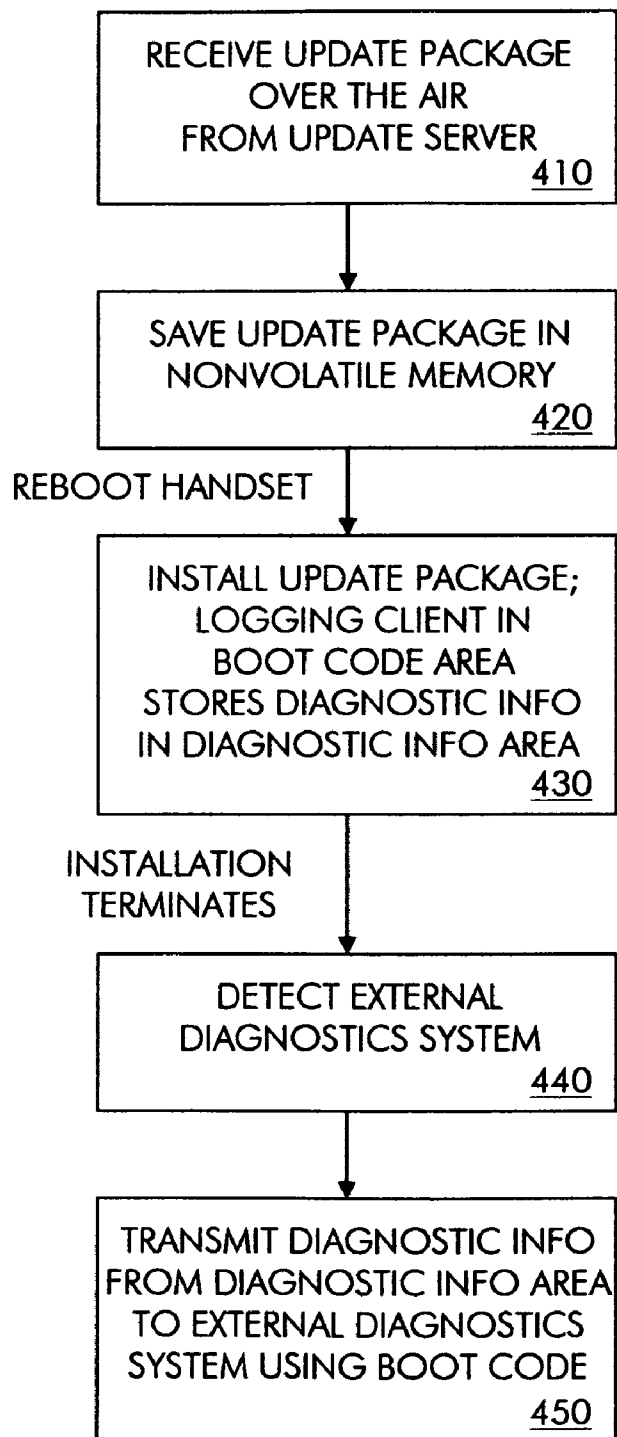 RECEIVE UPDATE PACKAGE
OVER THE AIR
FROM UPDATE SERVER
410
SAVE UPDATE PACKAGE IN
NONVOLATILE MEMORY
420
REBOOT HANDSET
INSTALL UPDATE PACKAGE;
LOGGING CLIENT IN
BOOT CODE AREA
STORES DIAGNOSTIC INFO
IN DIAGNOSTIC INFO AREA
430
INSTALLATION
TERMINATES
DETECT EXTERNAL
DIAGNOSTICS SYSTEM
440
TRANSMIT DIAGNOSTIC INFO
FROM DIAGNOSTIC INFO AREA
TO EXTERNAL DIAGNOSTICS
SYSTEM USING BOOT CODE
450